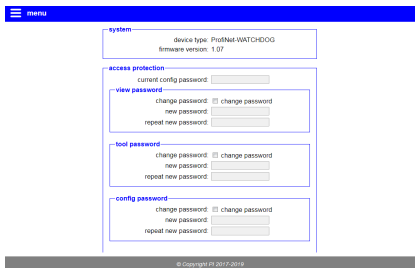 menu
system
device type: ProfiNet-WATCHDOG
firmware version: 1.07
access protection
current config password:
view password
change password: change password
new password:
repeat new password:
tool password
change password: change password
new password:
repeat new password:
config password
change password: change password
new password:
repeat new password:
© Copyright PI 2017-2019